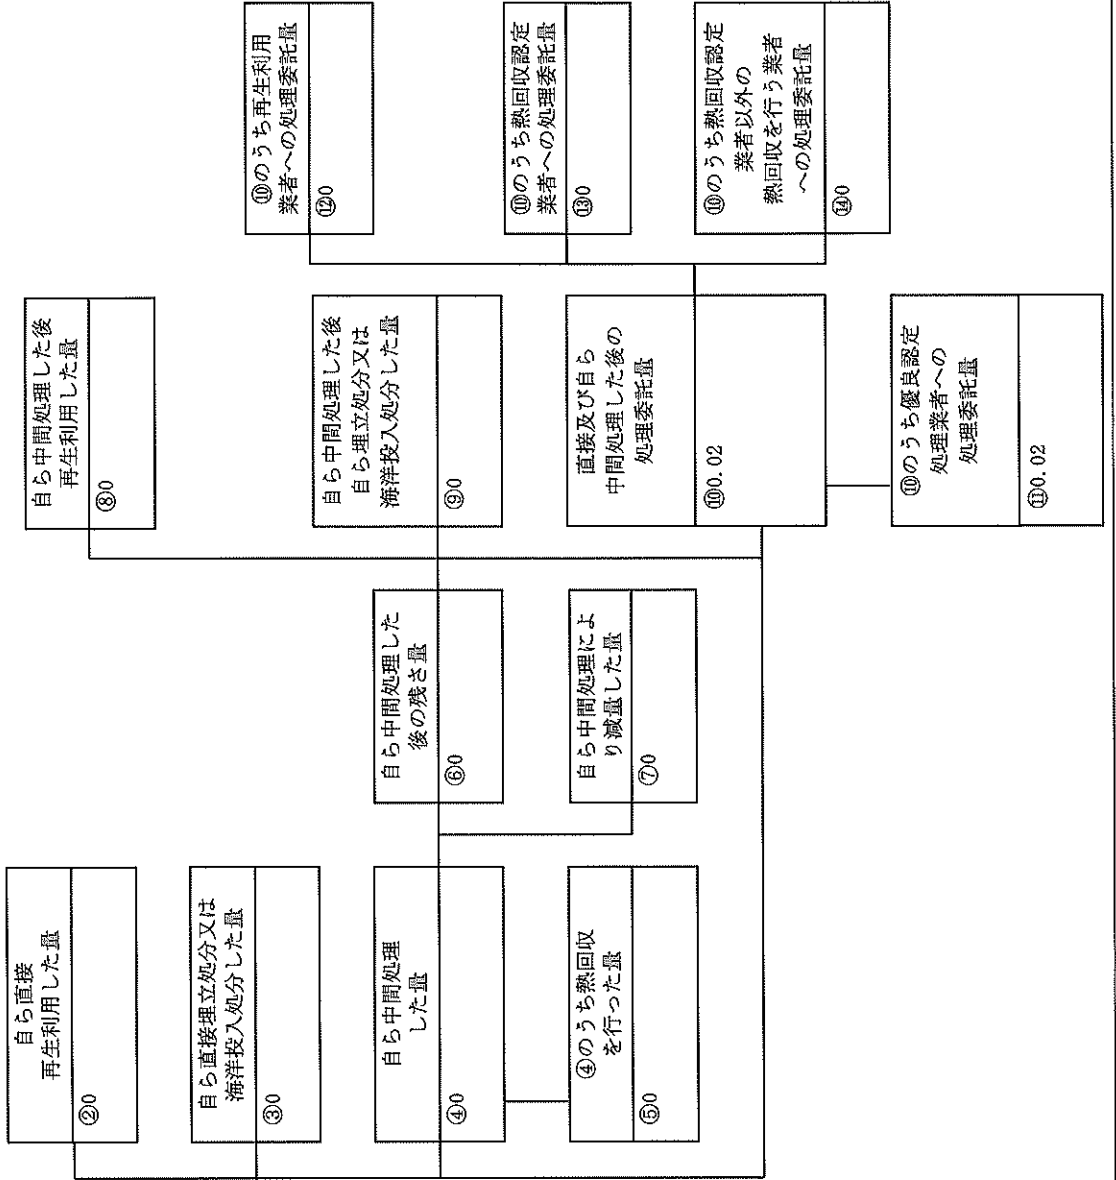 自ら直接
再生利用した量
②0
自ら直接埋立処分又は
海洋投入処分した量
③0
自ら中間処理
した量
④0
④のうち熱回収
を行った量
⑤0
自ら中間処理した
後の残さ量
⑥0
自ら中間処理によ
り減量した量
⑦0
自ら中間処理した後
再生利用した量
⑧0
自ら中間処理した後
自ら埋立処分又は
海洋投入処分した量
⑨0
直接及び自ら
中間処理した後の
処理委託量
⑩0.02
⑩のうち優良認定
処理業者への
処理委託量
⑪0.02
⑩のうち再生利用
業者への処理委託量
⑫0
⑩のうち熱回収認定
業者への処理委託量
⑬0
⑩のうち熱回収認定
業者以外の
熱回収を行う業者
への処理委託量
⑭0